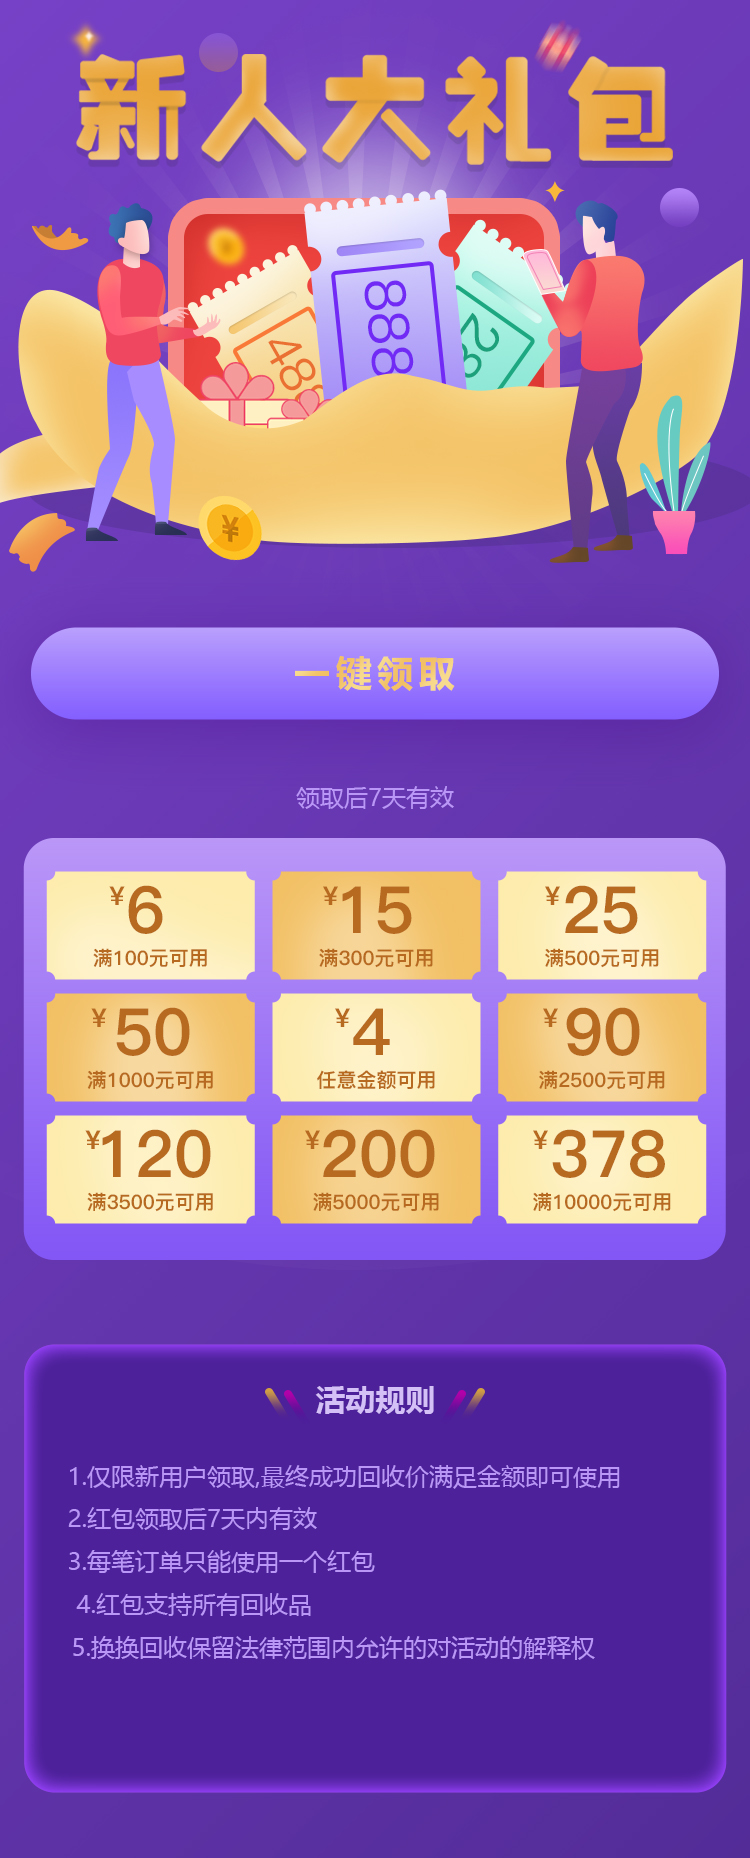 新人大礼包
48
888
23
¥
一键领取
领取后7天有效
¥6
满100元可用
¥15
满300元可用
¥25
满500元可用
¥50
满1000元可用
¥4
任意金额可用
¥90
满2500元可用
¥120
满3500元可用
¥200
满5000元可用
¥378
满10000元可用
活动规则
1.仅限新用户领取,最终成功回收价满足金额即可使用
2.红包领取后7天内有效
3.每笔订单只能使用一个红包
4.红包支持所有回收品
5.换换回收保留法律范围内允许的对活动的解释权